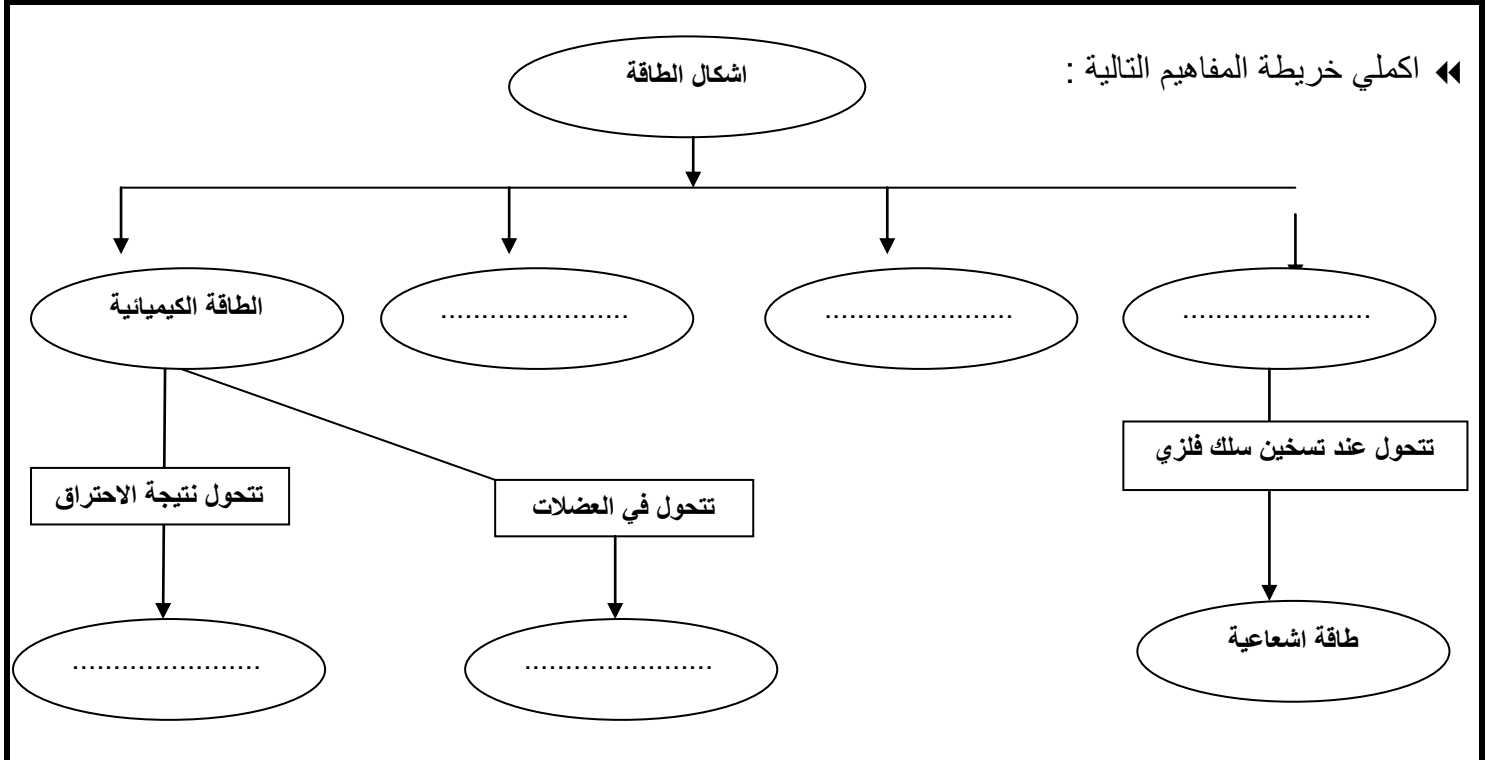 اكملي خريطة المفاهيم التالية :
اشكال الطاقة
.......................
.......................
.......................
الطاقة الكيميائية
تتحول عند تسخين سلك فلزي
تتحول في العضلات
تتحول نتيجة الاحتراق
طاقة اشعاعية
.......................
.......................